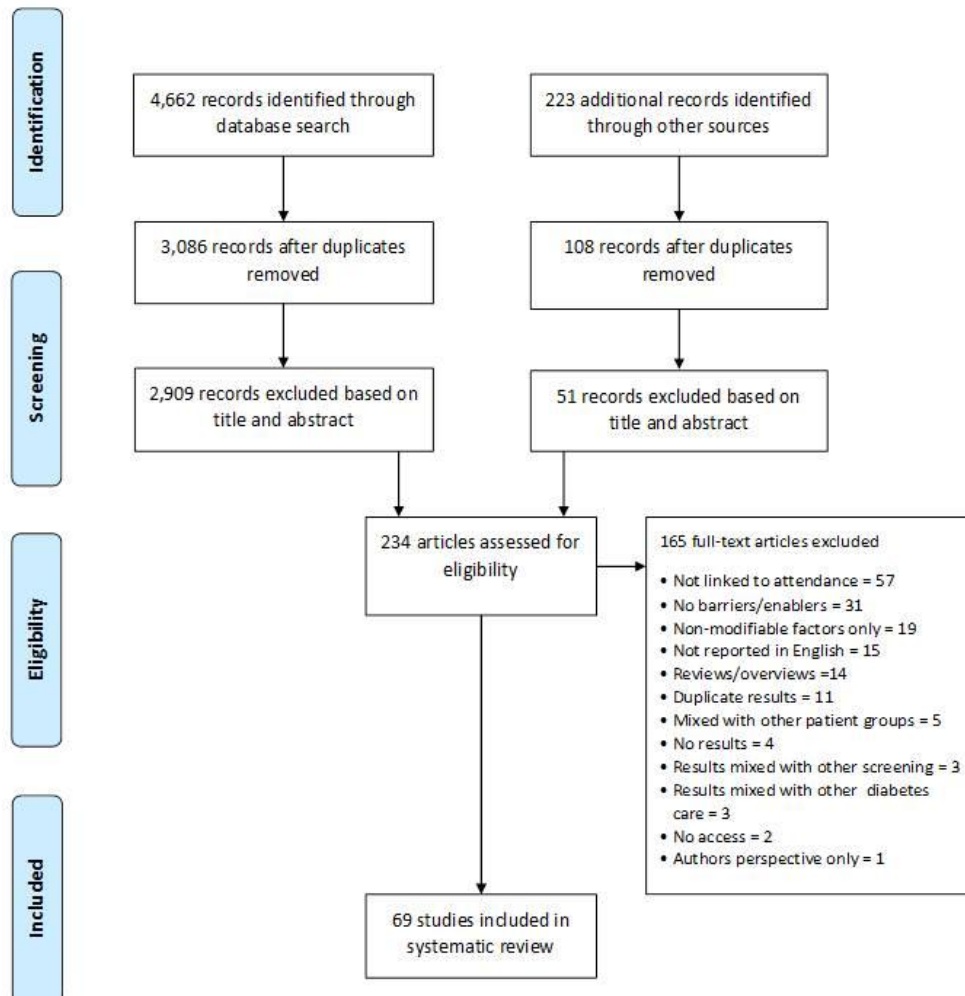 Identification
4,662 records identified through
database search
223 additional records identified
through other sources
3,086 records after duplicates
removed
108 records after duplicates
removed
Screening
2,909 records excluded based on
title and abstract
51 records excluded based on
title and abstract
Eligibility
234 articles assessed for
eligibility
165 full-text articles excluded
• Not linked to attendance = 57
• No barriers/enablers = 31
• Non-modifiable factors only = 19
• Not reported in English = 15
• Reviews/overviews =14
• Duplicate results = 11
• Mixed with other patient groups = 5
• No results = 4
• Results mixed with other screening = 3
• Results mixed with other diabetes
care = 3
• No access = 2
• Authors perspective only = 1
Included
69 studies included in
systematic review